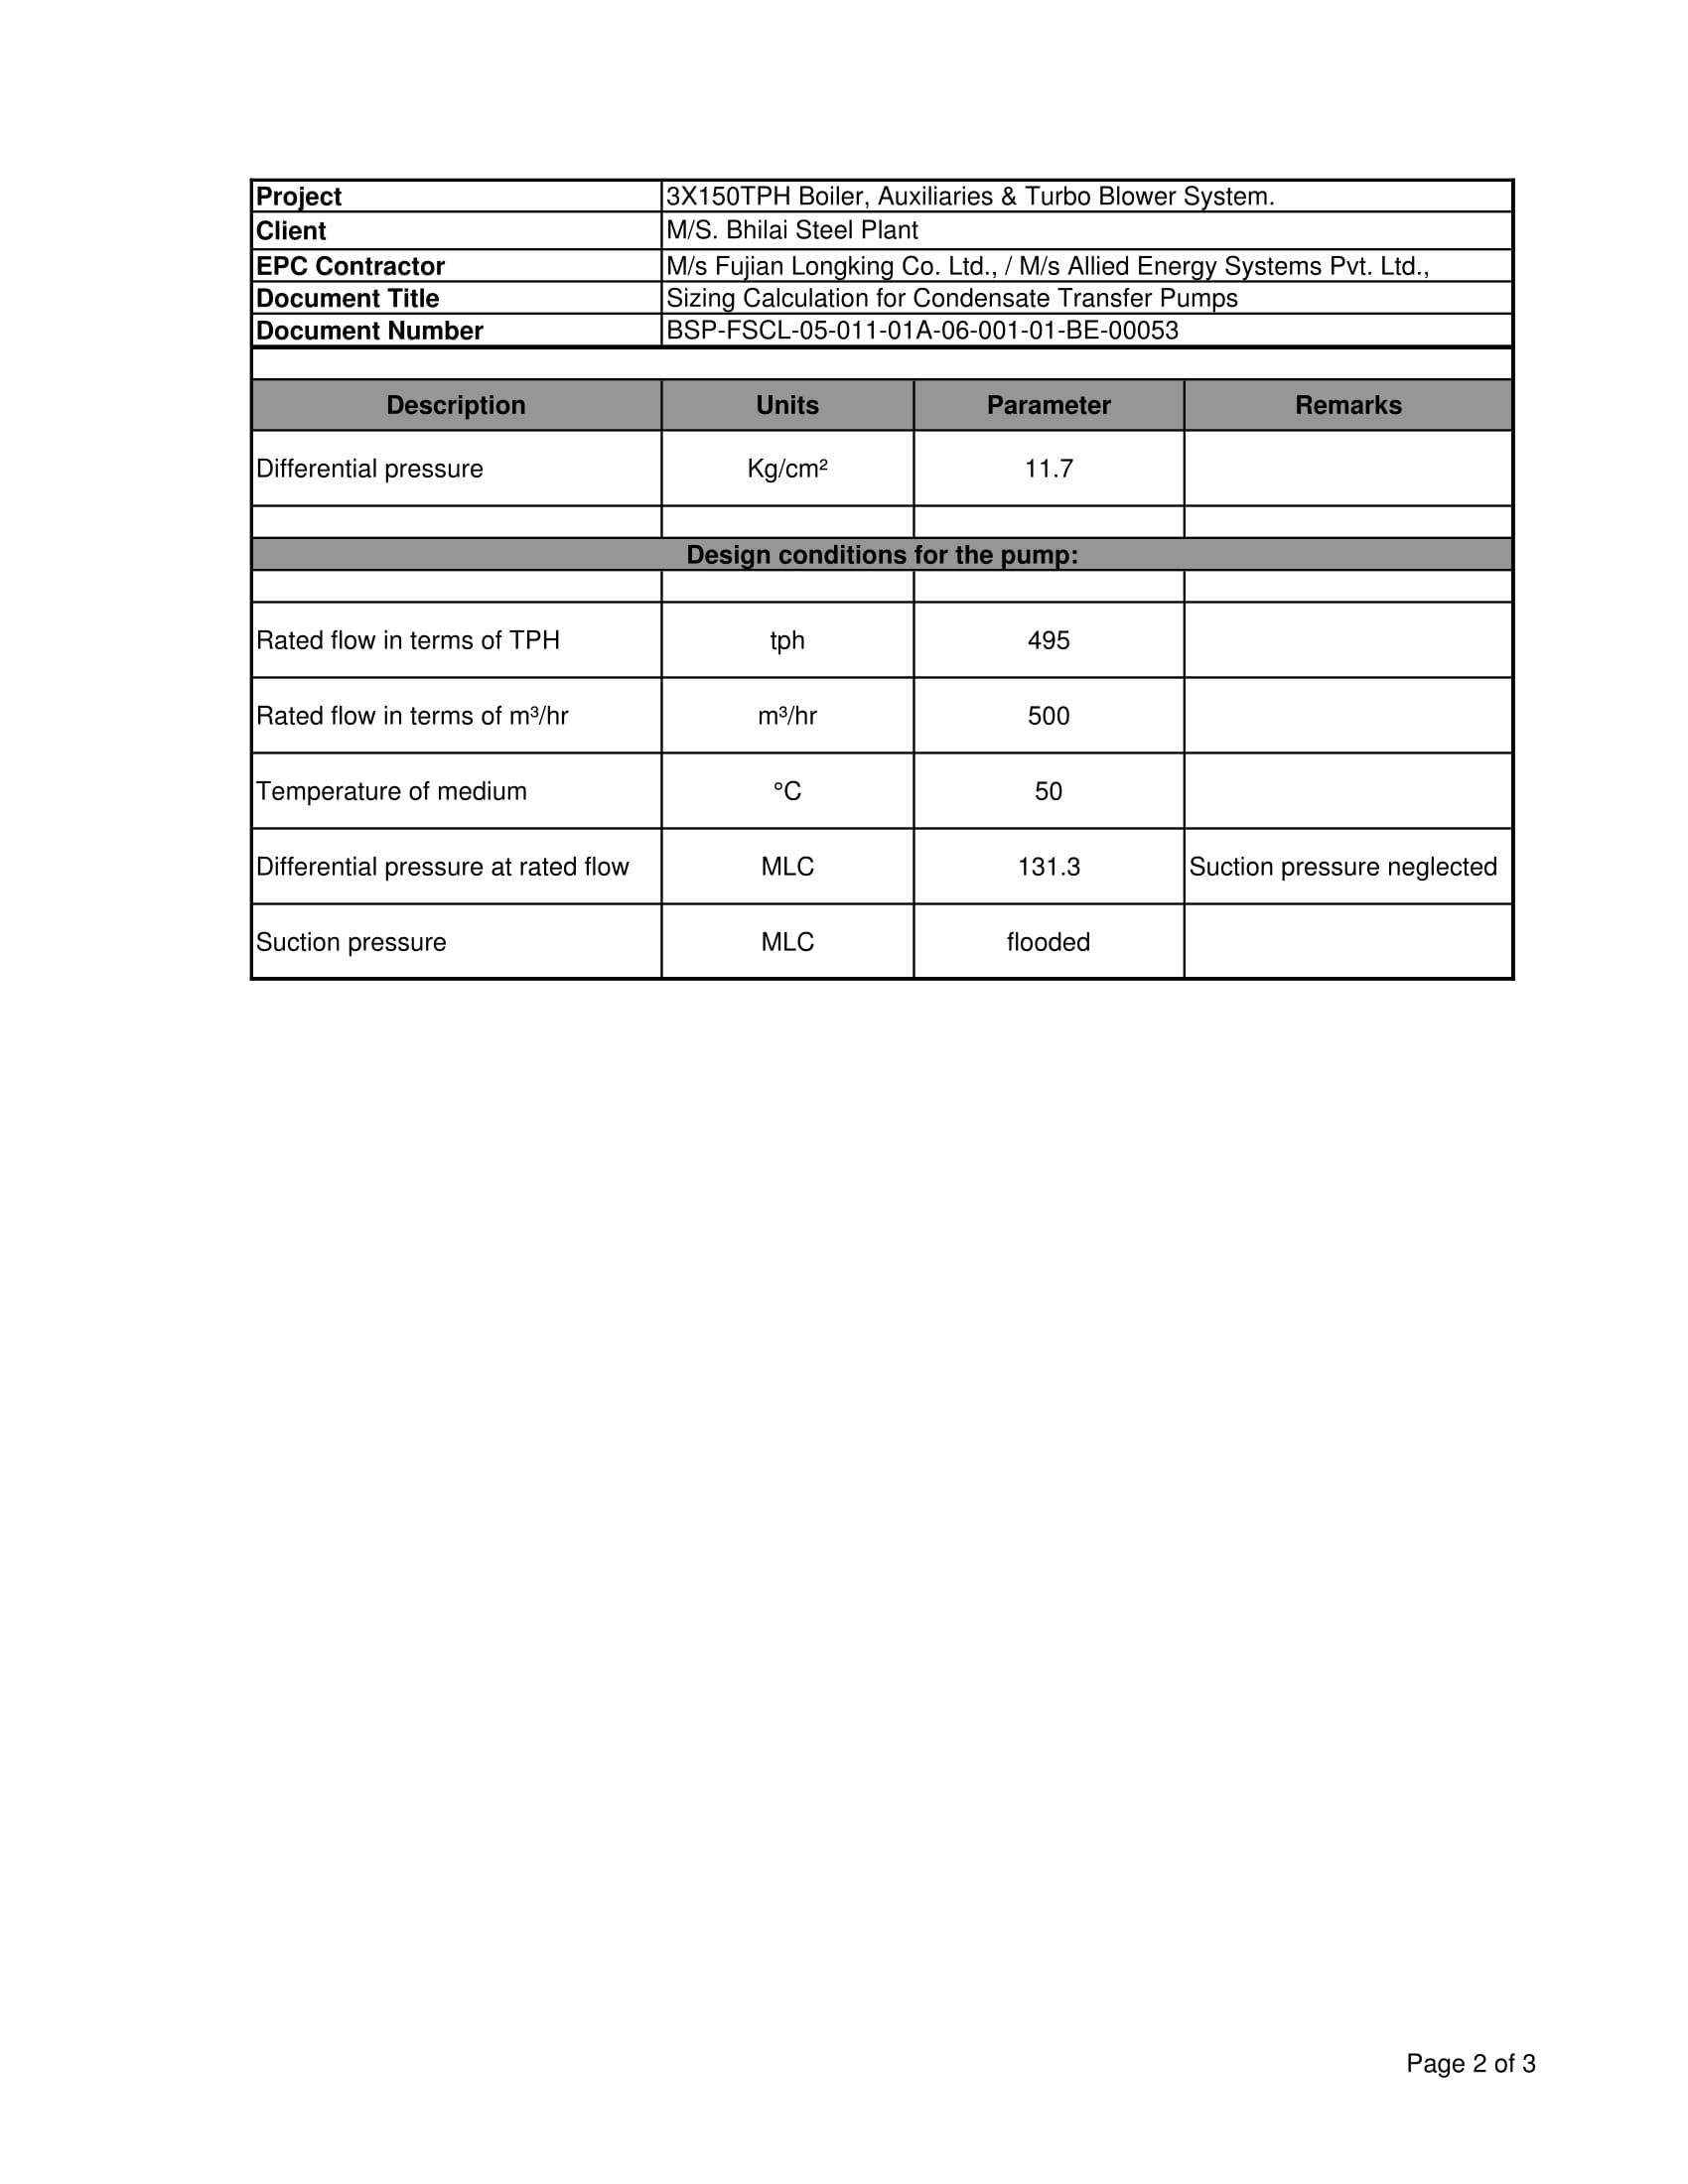 Project 3X150TPH Boiler, Auxiliaries & Turbo Blower System.
Client M/S. Bhilai Steel Plant
EPC Contractor M/s Fujian Longking Co. Ltd., / M/s Allied Energy Systems Pvt. Ltd.,
Document Title Sizing Calculation for Condensate Transfer Pumps
Document Number BSP-FSCL-05-011-01A-06-001-01-BE-00053
Description Units Parameter Remarks
Differential pressure Kg/cm² 11.7
Design conditions for the pump:
Rated flow in terms of TPH tph 495
Rated flow in terms of m³/hr m³/hr 500
Temperature of medium °C 50
Differential pressure at rated flow MLC 131.3 Suction pressure neglected
Suction pressure MLC flooded
Page 2 of 3